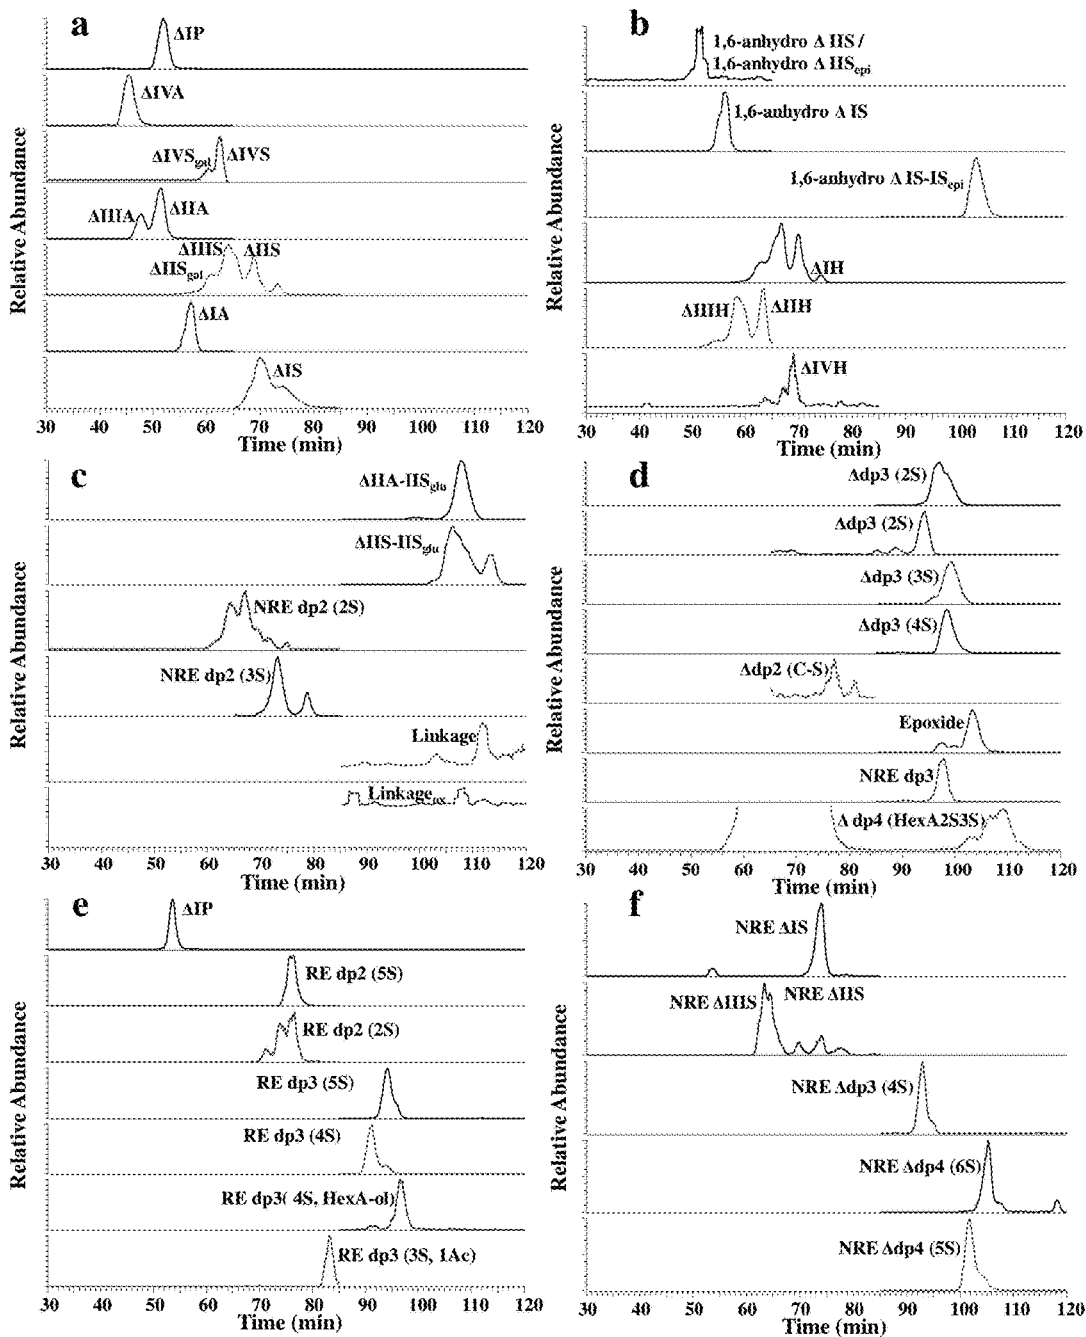 a
Relative Abundance
ΔIP
ΔIVA
ΔIVSgal ΔIVS
ΔIIIA ΔIIA
ΔIIIS ΔIIS
ΔIISgal
ΔIA
ΔIS
30 40 50 60 70 80 90 100 110 120
Time (min)
b
Relative Abundance
1,6-anhydro Δ IIS /
1,6-anhydro Δ IISepi
1,6-anhydro Δ IS
1,6-anhydro Δ IS-ISepi
ΔIH
ΔIIIH ΔIIH
ΔIVH
30 40 50 60 70 80 90 100 110 120
Time (min)
c
Relative Abundance
ΔIIA-IISglu
ΔIIS-IISglu
NRE dp2 (2S)
NRE dp2 (3S)
Linkage
Linkageox
30 40 50 60 70 80 90 100 110 120
Time (min)
d
Relative Abundance
Δdp3 (2S)
Δdp3 (2S)
Δdp3 (3S)
Δdp3 (4S)
Δdp2 (C-S)
Epoxide
NRE dp3
Δ dp4 (HexA2S3S)
30 40 50 60 70 80 90 100 110 120
Time (min)
e
Relative Abundance
ΔIP
RE dp2 (5S)
RE dp2 (2S)
RE dp3 (5S)
RE dp3 (4S)
RE dp3( 4S, HexA-ol)
RE dp3 (3S, 1Ac)
30 40 50 60 70 80 90 100 110 120
Time (min)
f
Relative Abundance
NRE ΔIS
NRE ΔIIIS NRE ΔIIS
NRE Δdp3 (4S)
NRE Δdp4 (6S)
NRE Δdp4 (5S)
30 40 50 60 70 80 90 100 110 120
Time (min)